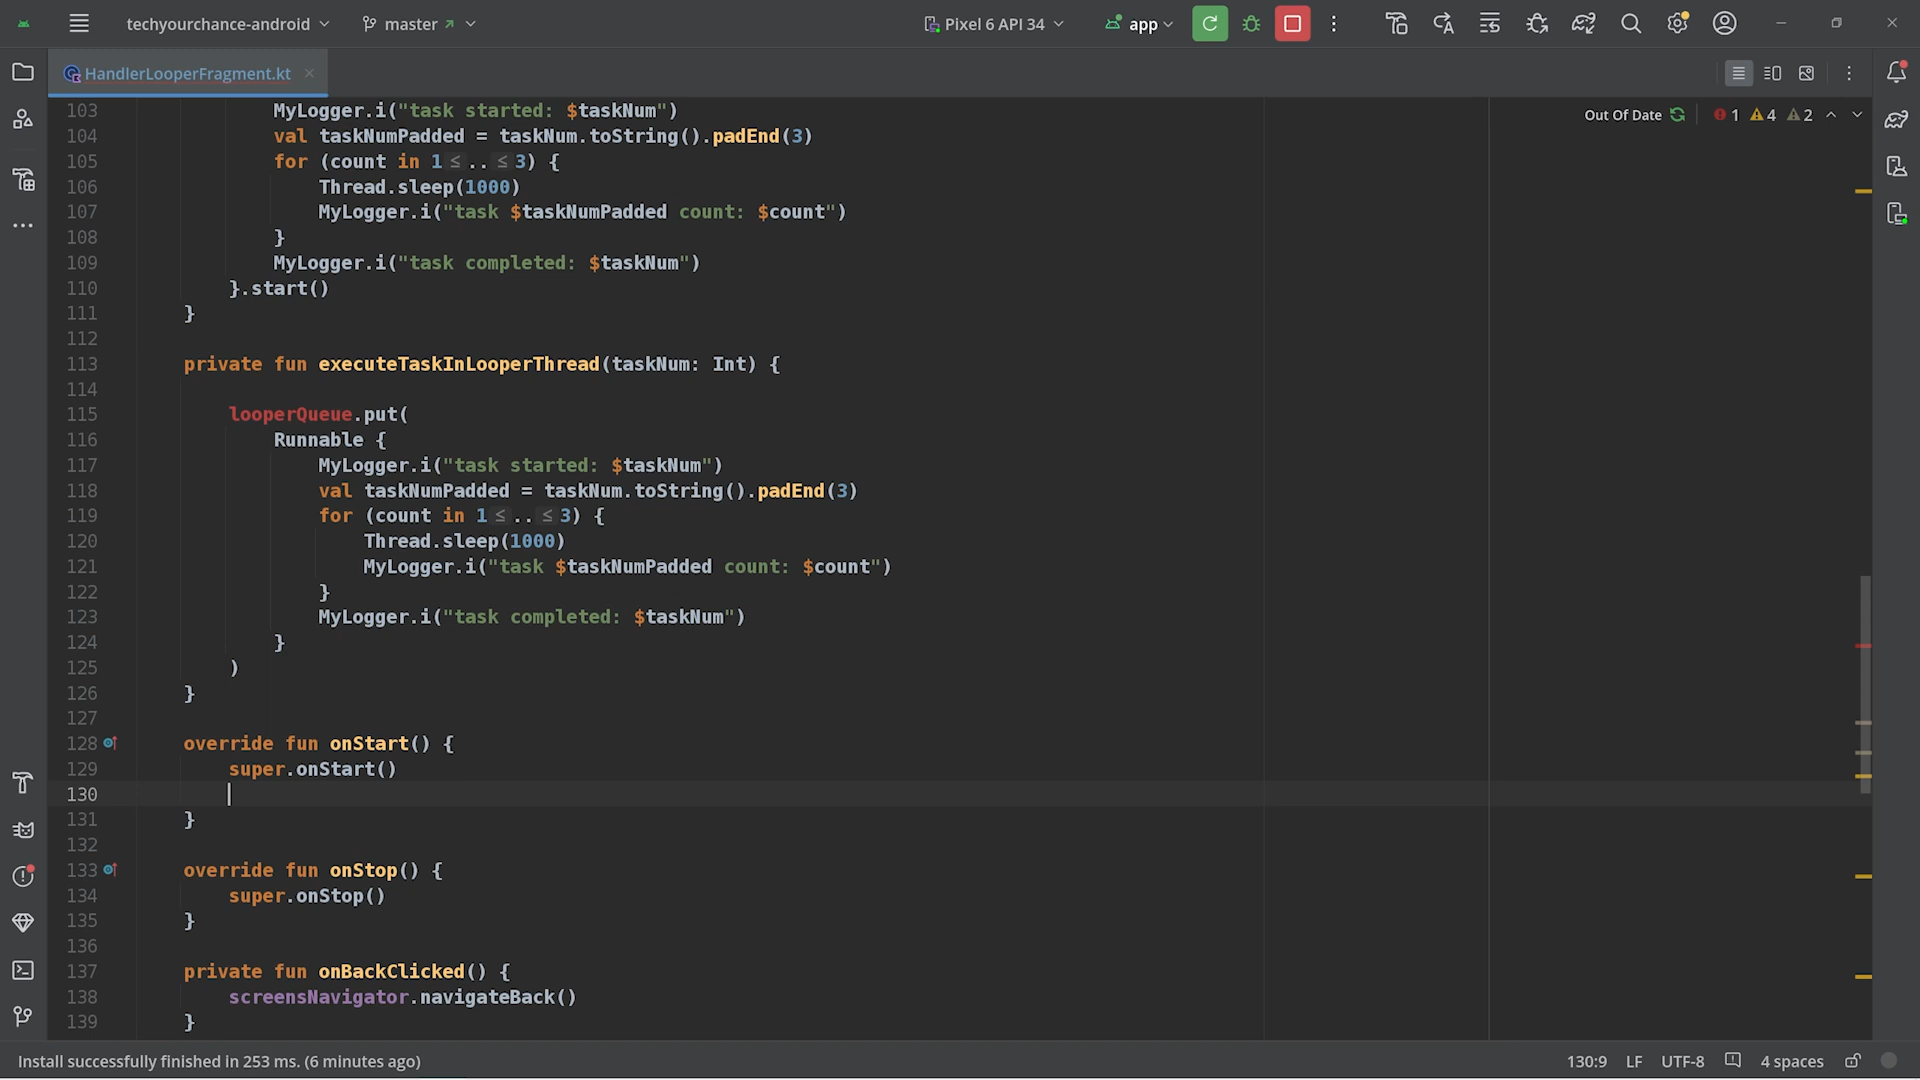 techyourchance-android
master
Pixel 6 API 34
app
HandlerLooperFragment.kt
Out Of Date
1 4 2
103 MyLogger.i("task started: $taskNum")
104 val taskNumPadded = taskNum.toString().padEnd(3)
105 for (count in 1≤..≤3) {
106 Thread.sleep(1000)
107 MyLogger.i("task $taskNumPadded count: $count")
108 }
109 MyLogger.i("task completed: $taskNum")
110 }.start()
111 }
112
113 private fun executeTaskInLooperThread(taskNum: Int) {
114
115 looperQueue.put(
116 Runnable {
117 MyLogger.i("task started: $taskNum")
118 val taskNumPadded = taskNum.toString().padEnd(3)
119 for (count in 1≤..≤3) {
120 Thread.sleep(1000)
121 MyLogger.i("task $taskNumPadded count: $count")
122 }
123 MyLogger.i("task completed: $taskNum")
124 }
125 )
126 }
127
128 override fun onStart() {
129 super.onStart()
130
131 }
132
133 override fun onStop() {
134 super.onStop()
135 }
136
137 private fun onBackClicked() {
138 screensNavigator.navigateBack()
139 }
Install successfully finished in 253 ms. (6 minutes ago)
130:9 LF UTF-8 4 spaces